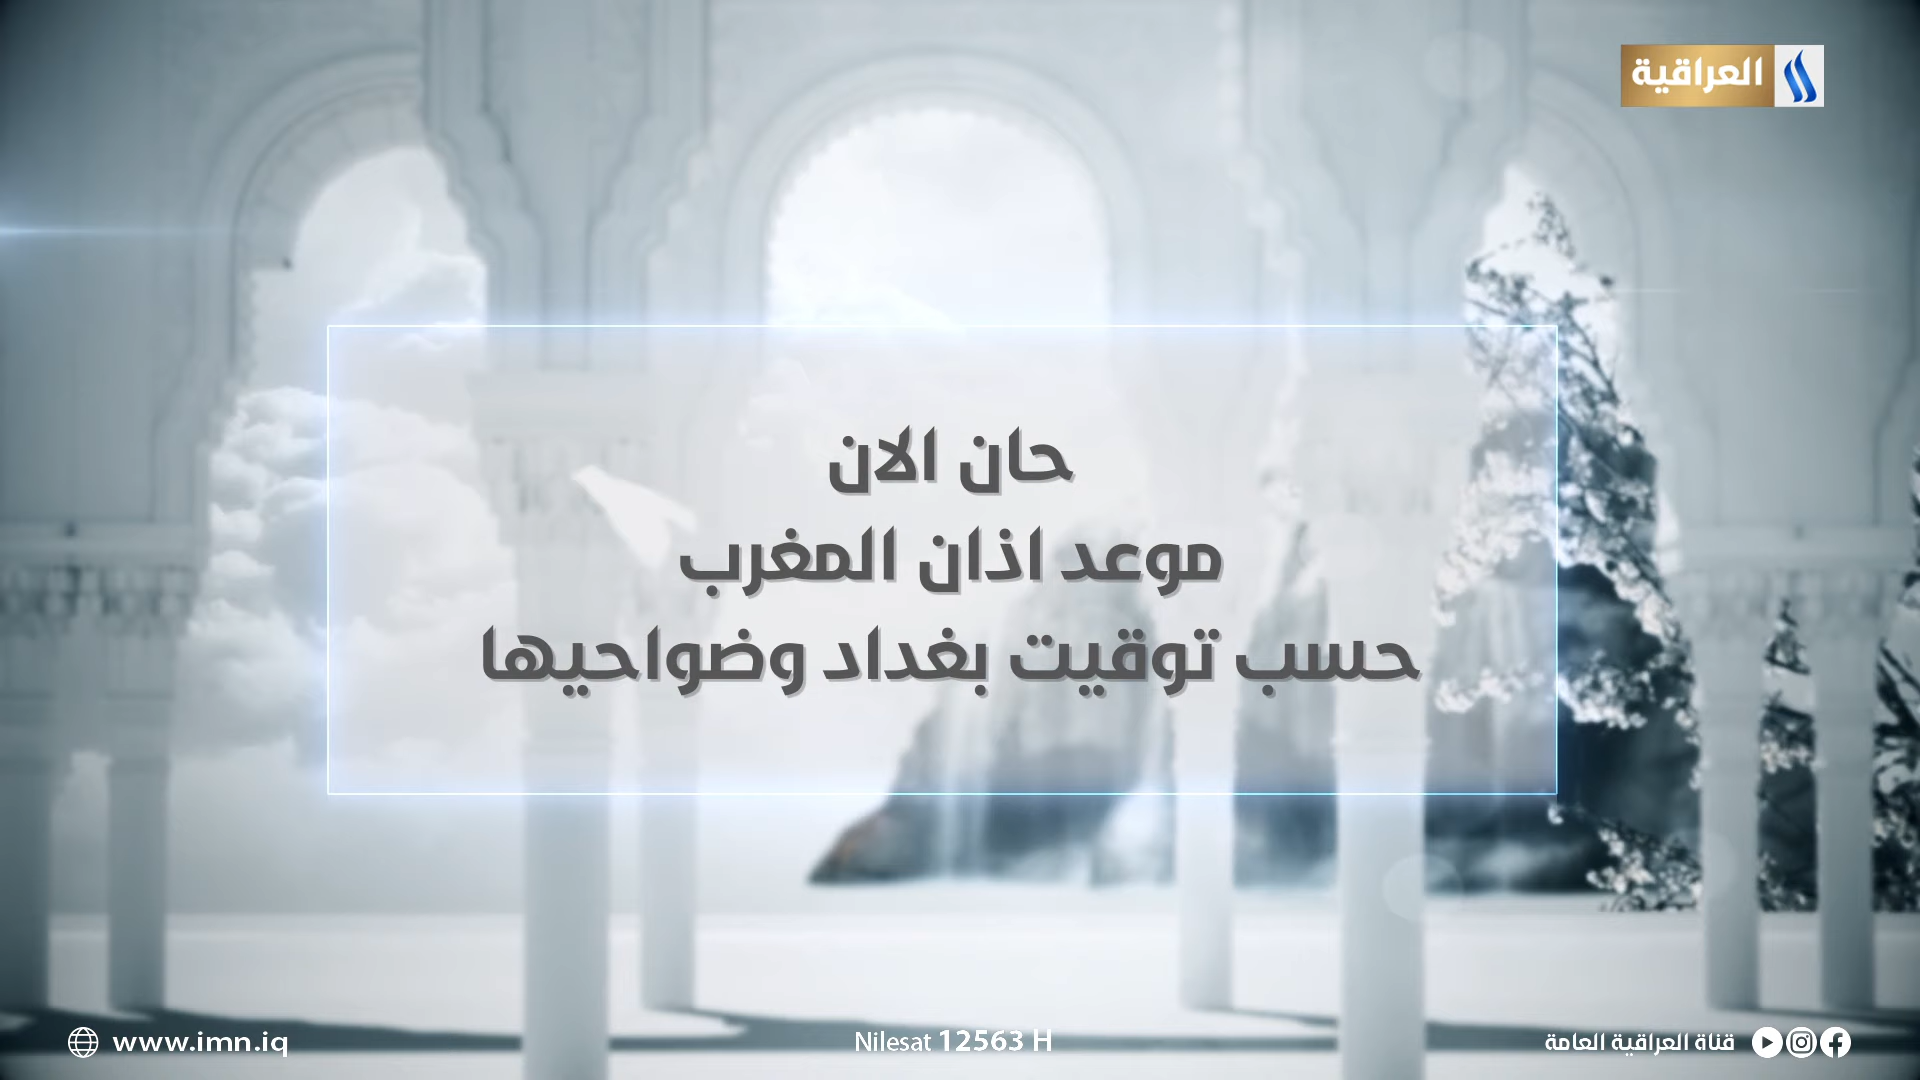 العراقية
حان الان
موعد اذان المغرب
حسب توقيت بغداد وضواحيها
www.imn.iq
Nilesat 12563 H
قناة العراقية العامة